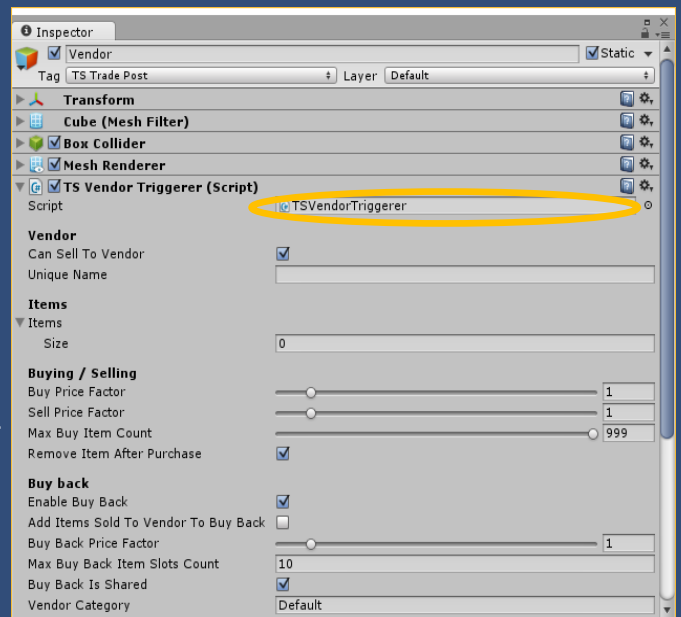 Inspector
Vendor Static
Tag TS Trade Post Layer Default
Transform
Cube (Mesh Filter)
Box Collider
Mesh Renderer
TS Vendor Triggerer (Script)
Script TSVendorTriggerer
Vendor
Can Sell To Vendor
Unique Name
Items
Items
Size 0
Buying / Selling
Buy Price Factor 1
Sell Price Factor 1
Max Buy Item Count 999
Remove Item After Purchase
Buy back
Enable Buy Back
Add Items Sold To Vendor To Buy Back
Buy Back Price Factor 1
Max Buy Back Item Slots Count 10
Buy Back Is Shared
Vendor Category Default